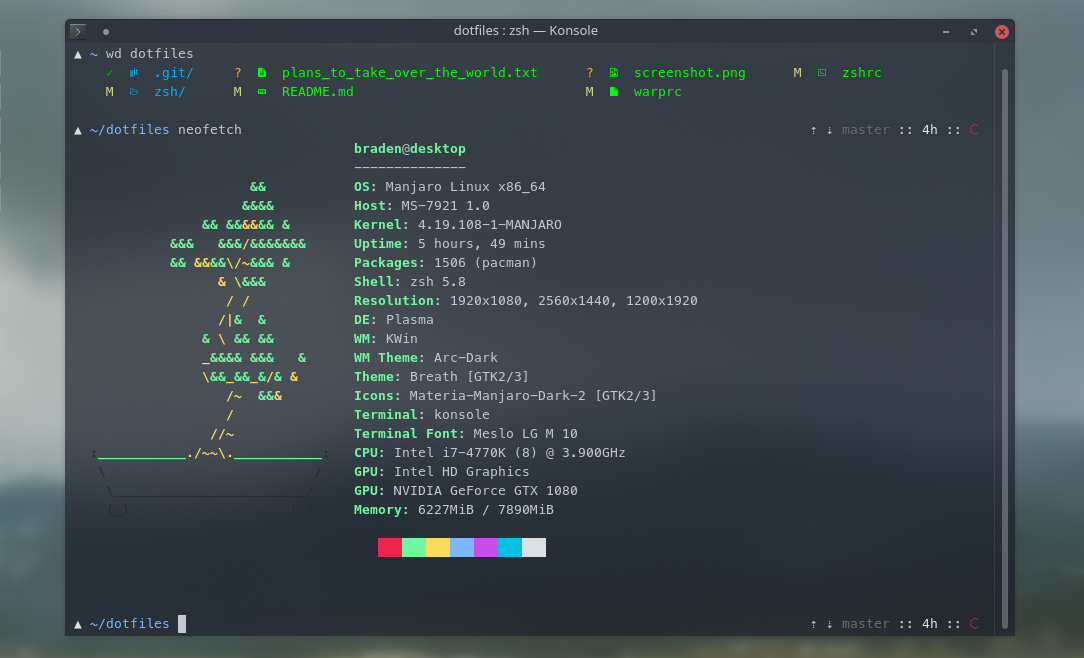 dotfiles : zsh — Konsole
▲ ~ wd dotfiles
✓ .git/ ? plans_to_take_over_the_world.txt ? screenshot.png M zshrc
M zsh/ M README.md M warprc
▲ ~/dotfiles neofetch ⇡ ⇣ master :: 4h ::
braden@desktop
--------------
&& OS: Manjaro Linux x86_64
&&&& Host: MS-7921 1.0
&& &&&&&& & Kernel: 4.19.108-1-MANJARO
&&& &&&/&&&&&&& Uptime: 5 hours, 49 mins
&& &&&&\/~&&& & Packages: 1506 (pacman)
& \&&& Shell: zsh 5.8
/ / Resolution: 1920x1080, 2560x1440, 1200x1920
/|& & DE: Plasma
& \ && && WM: KWin
_&&&& &&& & WM Theme: Arc-Dark
\&&_&&_&/& & Theme: Breath [GTK2/3]
/~ &&& Icons: Materia-Manjaro-Dark-2 [GTK2/3]
/ Terminal: konsole
//~ Terminal Font: Meslo LG M 10
:___________./~~\.___________: CPU: Intel i7-4770K (8) @ 3.900GHz
\ / GPU: Intel HD Graphics
\________________________/ GPU: NVIDIA GeForce GTX 1080
(_) (_) Memory: 6227MiB / 7890MiB
▲ ~/dotfiles ⇡ ⇣ master :: 4h ::